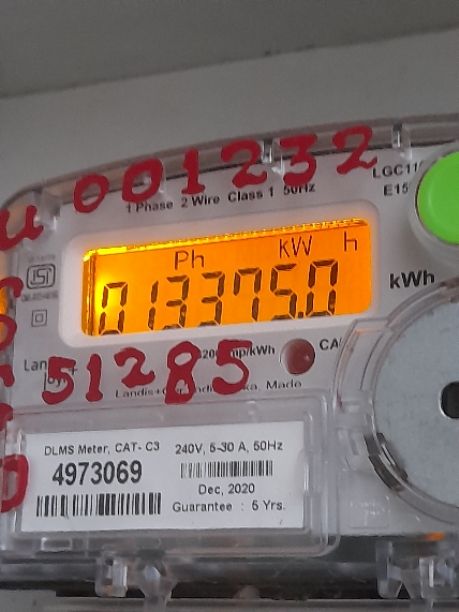 001232
LGC11
1 Phase 2 Wire Class 1 50Hz
E15
Ph kW h
013375.0
kWh
51285
DLMS Meter, CAT- C3 240V, 5-30 A, 50Hz
4973069
Dec, 2020
Guarantee : 5 Yrs.